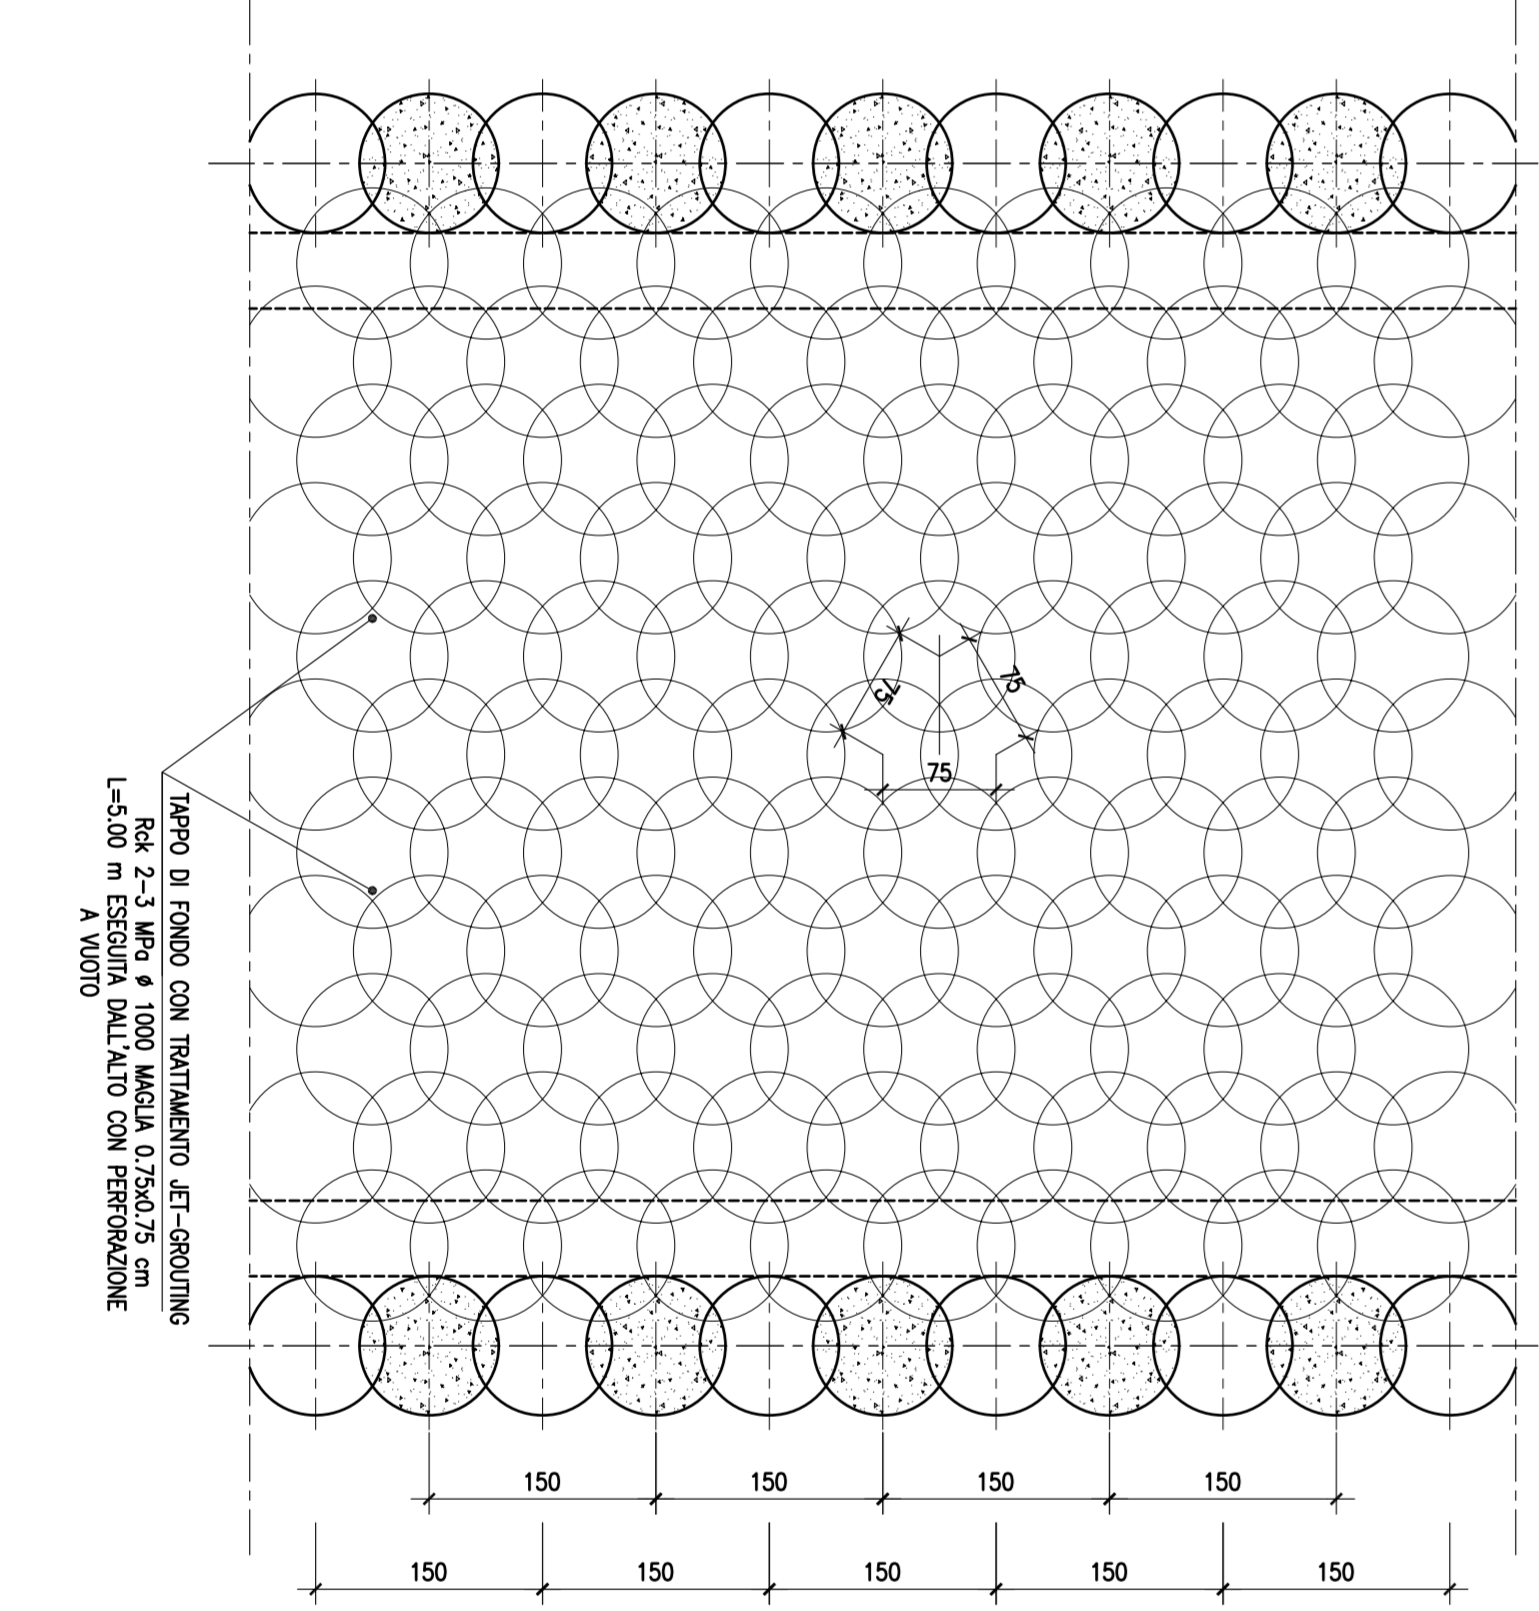 TAPPO DI FONDO CON TRATTAMENTO JET-GROUTING
Rck 2-3 MPa ø 1000 MAGLIA 0.75x0.75 cm
L=5.00 m ESEGUITA DALL'ALTO CON PERFORAZIONE
A VUOTO
75
75
75
150 150 150 150
150 150 150 150 150